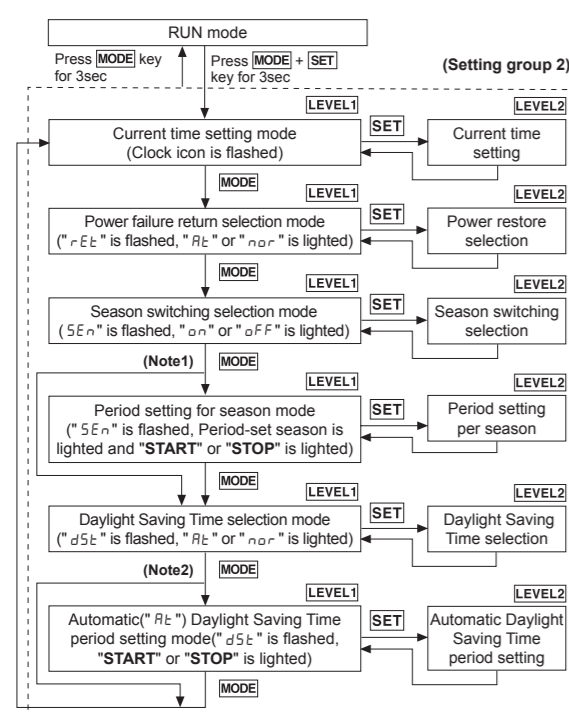 RUN mode
Press MODE key
for 3sec
Press MODE + SET
key for 3sec
(Setting group 2)
LEVEL1
Current time setting mode
(Clock icon is flashed)
SET
LEVEL2
Current time
setting
MODE
LEVEL1
Power failure return selection mode
("rEt" is flashed, "At" or "nor" is lighted)
SET
LEVEL2
Power restore
selection
MODE
LEVEL1
Season switching selection mode
(SEn" is flashed, "on" or "oFF" is lighted)
SET
LEVEL2
Season switching
selection
(Note1)
MODE
LEVEL1
Period setting for season mode
("SEn" is flashed, Period-set season is
lighted and "START" or "STOP" is lighted)
SET
LEVEL2
Period setting
per season
MODE
LEVEL1
Daylight Saving Time selection mode
("dSt" is flashed, "At" or "nor" is lighted)
SET
LEVEL2
Daylight Saving
Time selection
(Note2)
MODE
LEVEL1
Automatic("At") Daylight Saving Time
period setting mode("dSt" is flashed,
"START" or "STOP" is lighted)
SET
LEVEL2
Automatic Daylight
Saving Time
period setting
MODE